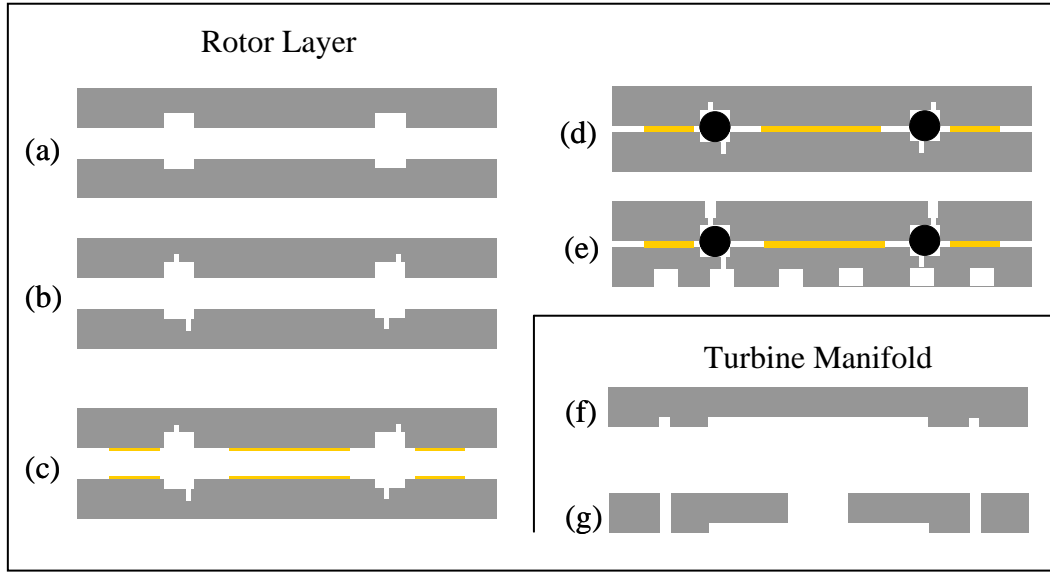 Rotor Layer
(a)
(b)
(c)
(d)
(e)
Turbine Manifold
(f)
(g)